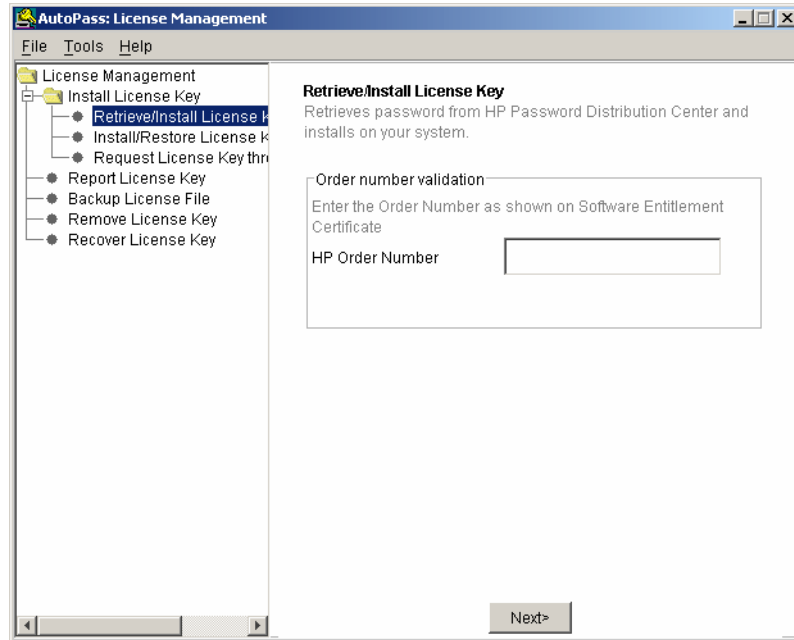 AutoPass: License Management
File Tools Help
License Management
Install License Key
Retrieve/Install License K
Install/Restore License K
Request License Key thr
Report License Key
Backup License File
Remove License Key
Recover License Key
Retrieve/Install License Key
Retrieves password from HP Password Distribution Center and
installs on your system.
Order number validation
Enter the Order Number as shown on Software Entitlement
Certificate
HP Order Number
Next>